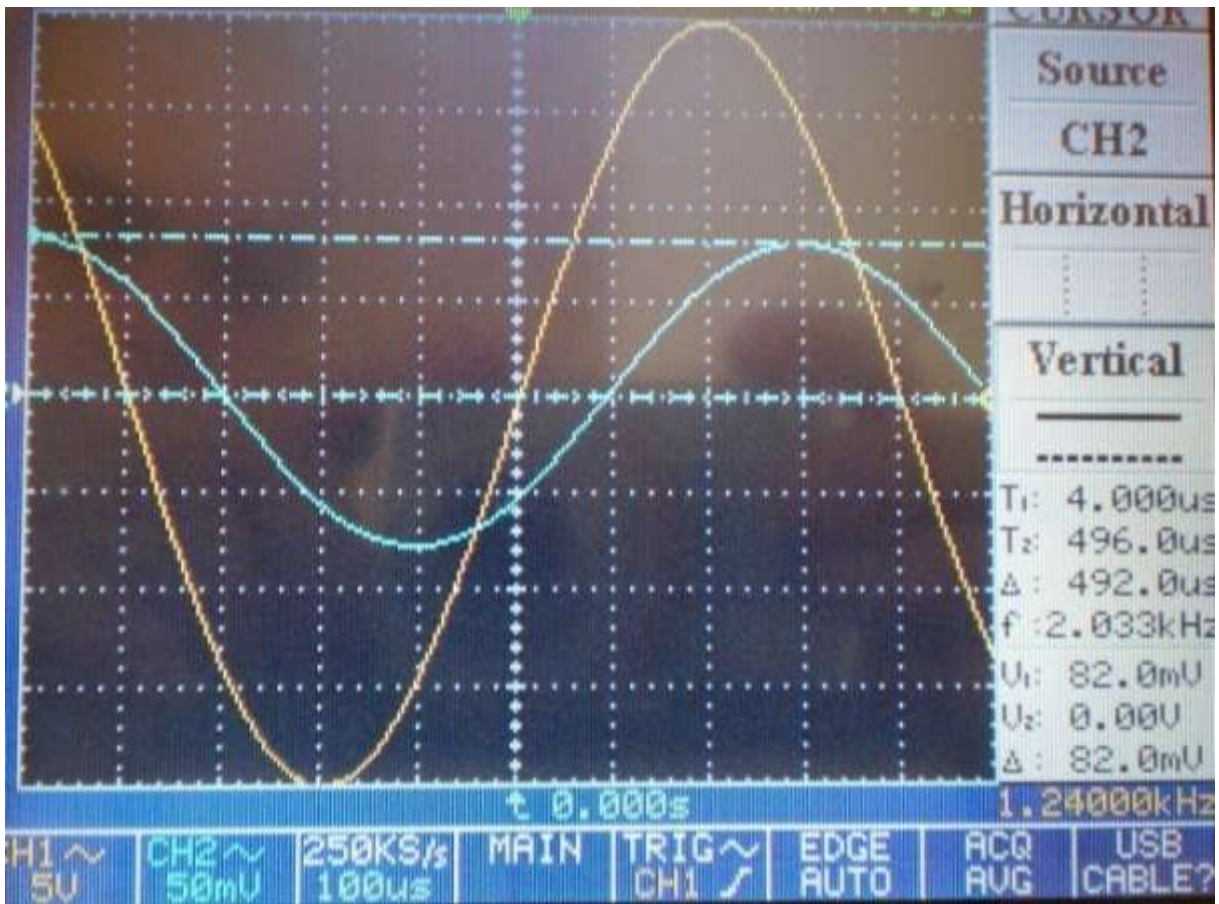 CURSOR
Source
CH2
Horizontal
Vertical
T1: 4.000us
T2: 496.0us
Δ: 492.0us
f:2.033kHz
V1: 82.0mV
V2: 0.00V
Δ: 82.0mV
0.000s 1.24000kHz
CH1 CH2 250KS/s MAIN TRIG EDGE ACQ USB
5V 50mV 100us CH1 AUTO AVG CABLE?